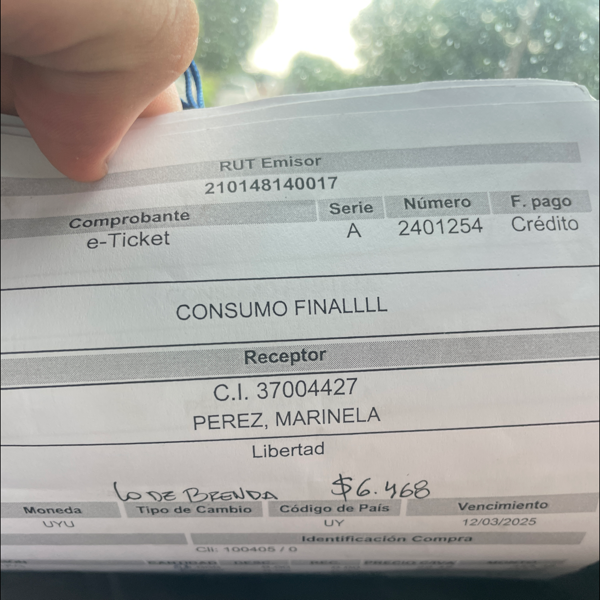 RUT Emisor
210148140017
Comprobante Serie Número F. pago
e-Ticket A 2401254 Crédito
CONSUMO FINALLLL
Receptor
C.I. 37004427
PEREZ, MARINELA
Libertad
LO DE BRENDA $6.468
Moneda Tipo de Cambio Código de País Vencimiento
UYU UY 12/03/2025
Identificación Compra
CII: 100405 / 0